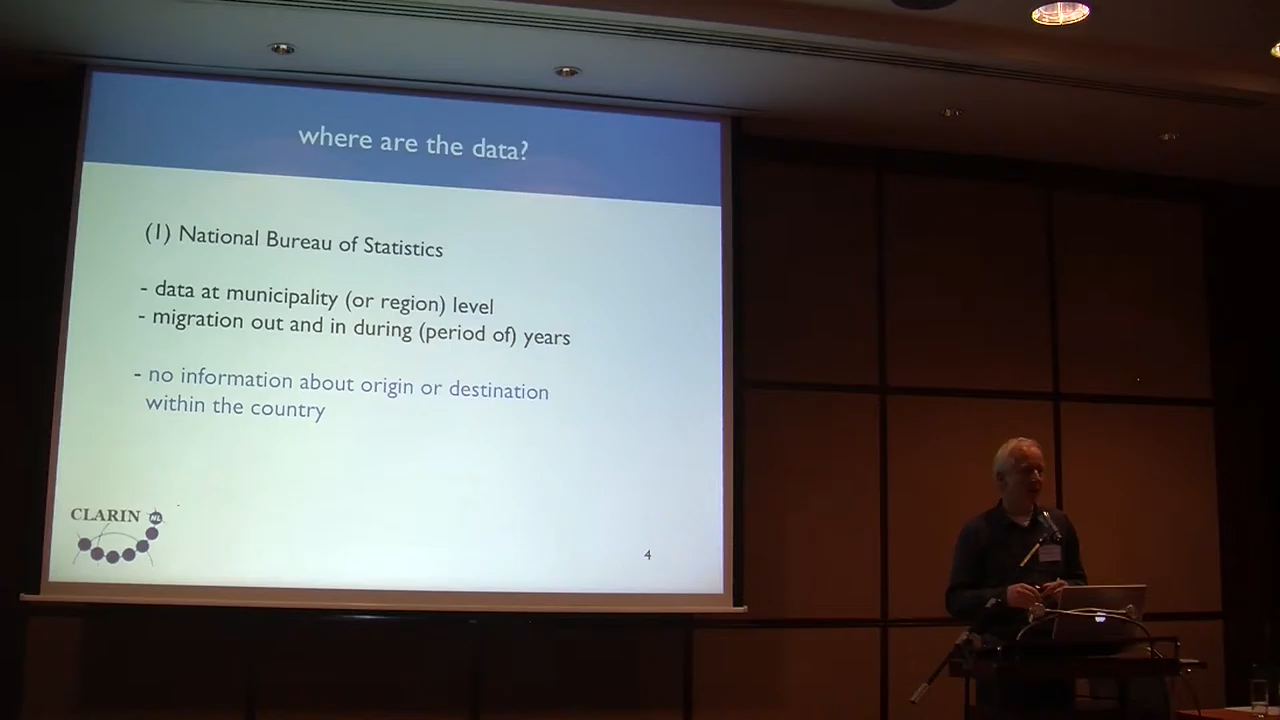 where are the data?
(1) National Bureau of Statistics
- data at municipality (or region) level
- migration out and in during (period of) years
- no information about origin or destination
within the country
CLARIN NL
4